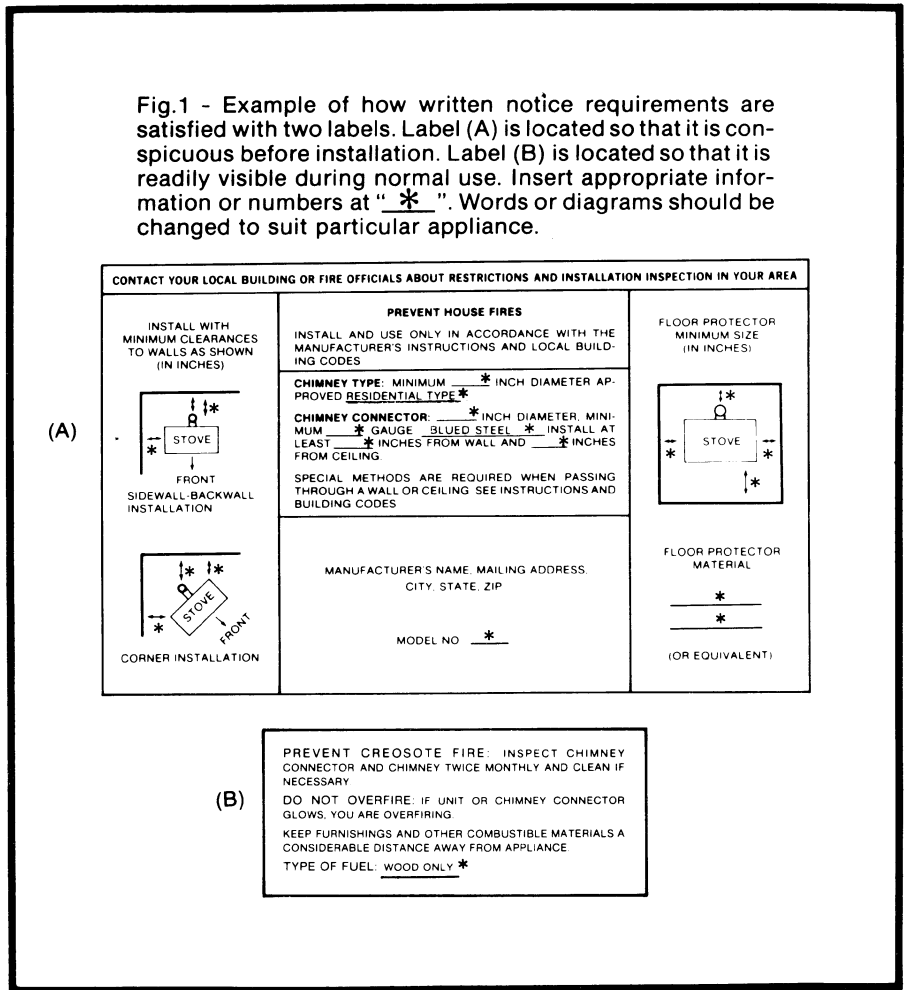 Fig.1 - Example of how written notice requirements are
satisfied with two labels. Label (A) is located so that it is con-
spicuous before installation. Label (B) is located so that it is
readily visible during normal use. Insert appropriate infor-
mation or numbers at “ * ”. Words or diagrams should be
changed to suit particular appliance.
(A)
CONTACT YOUR LOCAL BUILDING OR FIRE OFFICIALS ABOUT RESTRICTIONS AND INSTALLATION INSPECTION IN YOUR AREA
INSTALL WITH
MINIMUM CLEARANCES
TO WALLS AS SHOWN
(IN INCHES)
*
STOVE
*
FRONT
SIDEWALL-BACKWALL
INSTALLATION
* *
STOVE
*
FRONT
CORNER INSTALLATION
PREVENT HOUSE FIRES
INSTALL AND USE ONLY IN ACCORDANCE WITH THE
MANUFACTURER'S INSTRUCTIONS AND LOCAL BUILD-
ING CODES
CHIMNEY TYPE: MINIMUM * INCH DIAMETER AP-
PROVED RESIDENTIAL TYPE *
CHIMNEY CONNECTOR: * INCH DIAMETER, MINI-
MUM * GAUGE BLUED STEEL * INSTALL AT
LEAST * INCHES FROM WALL AND * INCHES
FROM CEILING.
SPECIAL METHODS ARE REQUIRED WHEN PASSING
THROUGH A WALL OR CEILING SEE INSTRUCTIONS AND
BUILDING CODES
MANUFACTURER'S NAME, MAILING ADDRESS,
CITY, STATE, ZIP
MODEL NO *
FLOOR PROTECTOR
MINIMUM SIZE
(IN INCHES)
*
STOVE
* *
*
FLOOR PROTECTOR
MATERIAL
*
*
(OR EQUIVALENT)
(B)
PREVENT CREOSOTE FIRE: INSPECT CHIMNEY
CONNECTOR AND CHIMNEY TWICE MONTHLY AND CLEAN IF
NECESSARY
DO NOT OVERFIRE: IF UNIT OR CHIMNEY CONNECTOR
GLOWS, YOU ARE OVERFIRING.
KEEP FURNISHINGS AND OTHER COMBUSTIBLE MATERIALS A
CONSIDERABLE DISTANCE AWAY FROM APPLIANCE.
TYPE OF FUEL: WOOD ONLY *